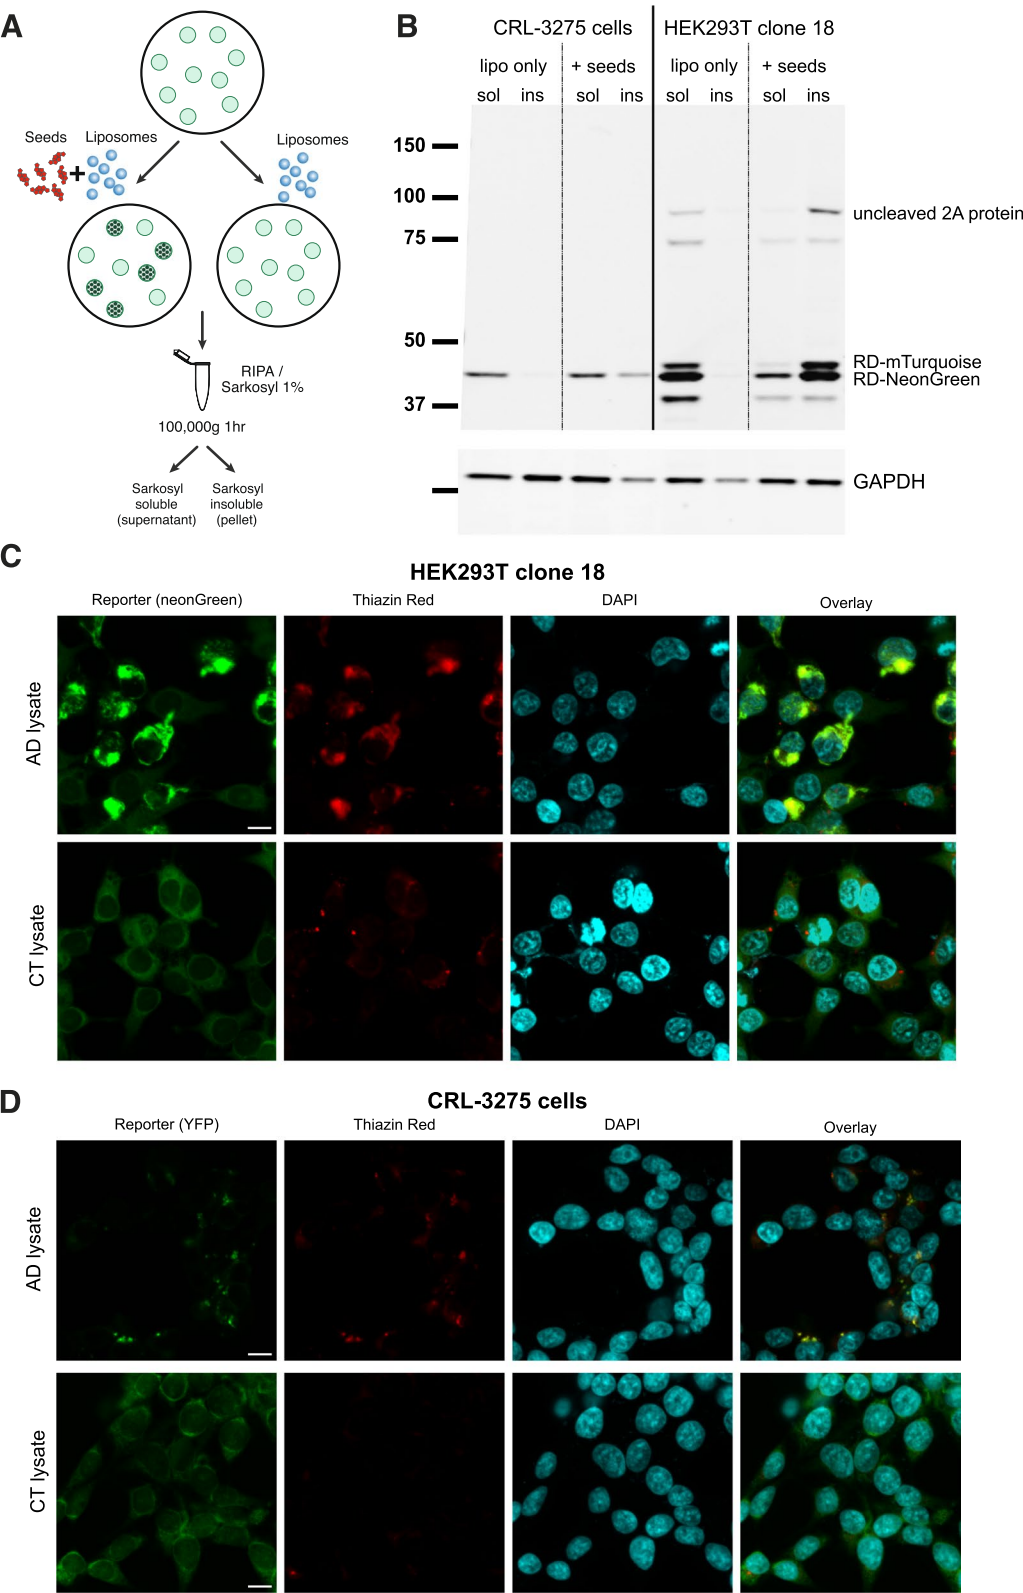 A
Seeds
Liposomes
+
Liposomes
RIPA /
Sarkosyl 1%
100,000g 1hr
Sarkosyl
soluble
(supernatant)
Sarkosyl
insoluble
(pellet)
B
CRL-3275 cells
HEK293T clone 18
lipo only
+ seeds
lipo only
+ seeds
sol
ins
sol
ins
sol
ins
sol
ins
150
100
75
50
37
uncleaved 2A protein
RD-mTurquoise
RD-NeonGreen
GAPDH
C
HEK293T clone 18
Reporter (neonGreen)
Thiazin Red
DAPI
Overlay
AD lysate
CT lysate
D
CRL-3275 cells
Reporter (YFP)
Thiazin Red
DAPI
Overlay
AD lysate
CT lysate